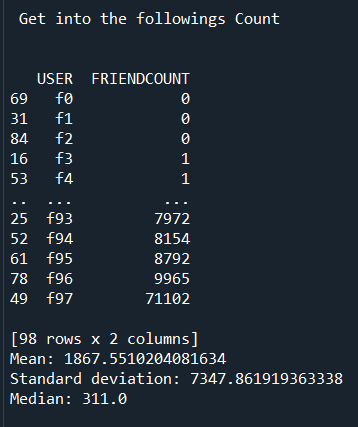 Get into the followings Count
USER FRIENDCOUNT
69 f0 0
31 f1 0
84 f2 0
16 f3 1
53 f4 1
.. ... ...
25 f93 7972
52 f94 8154
61 f95 8792
78 f96 9965
49 f97 71102
[98 rows x 2 columns]
Mean: 1867.5510204081634
Standard deviation: 7347.861919363338
Median: 311.0